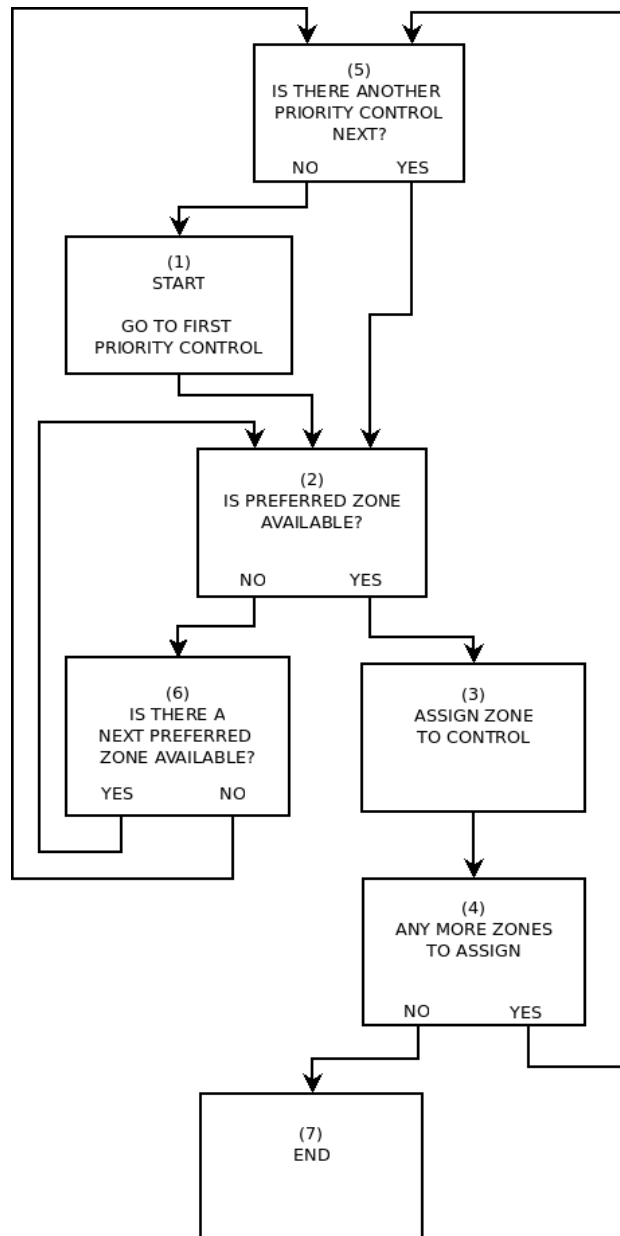 (5)
IS THERE ANOTHER
PRIORITY CONTROL
NEXT?
NO YES
(1)
START
GO TO FIRST
PRIORITY CONTROL
(2)
IS PREFERRED ZONE
AVAILABLE?
NO YES
(6)
IS THERE A
NEXT PREFERRED
ZONE AVAILABLE?
YES NO
(3)
ASSIGN ZONE
TO CONTROL
(4)
ANY MORE ZONES
TO ASSIGN
NO YES
(7)
END